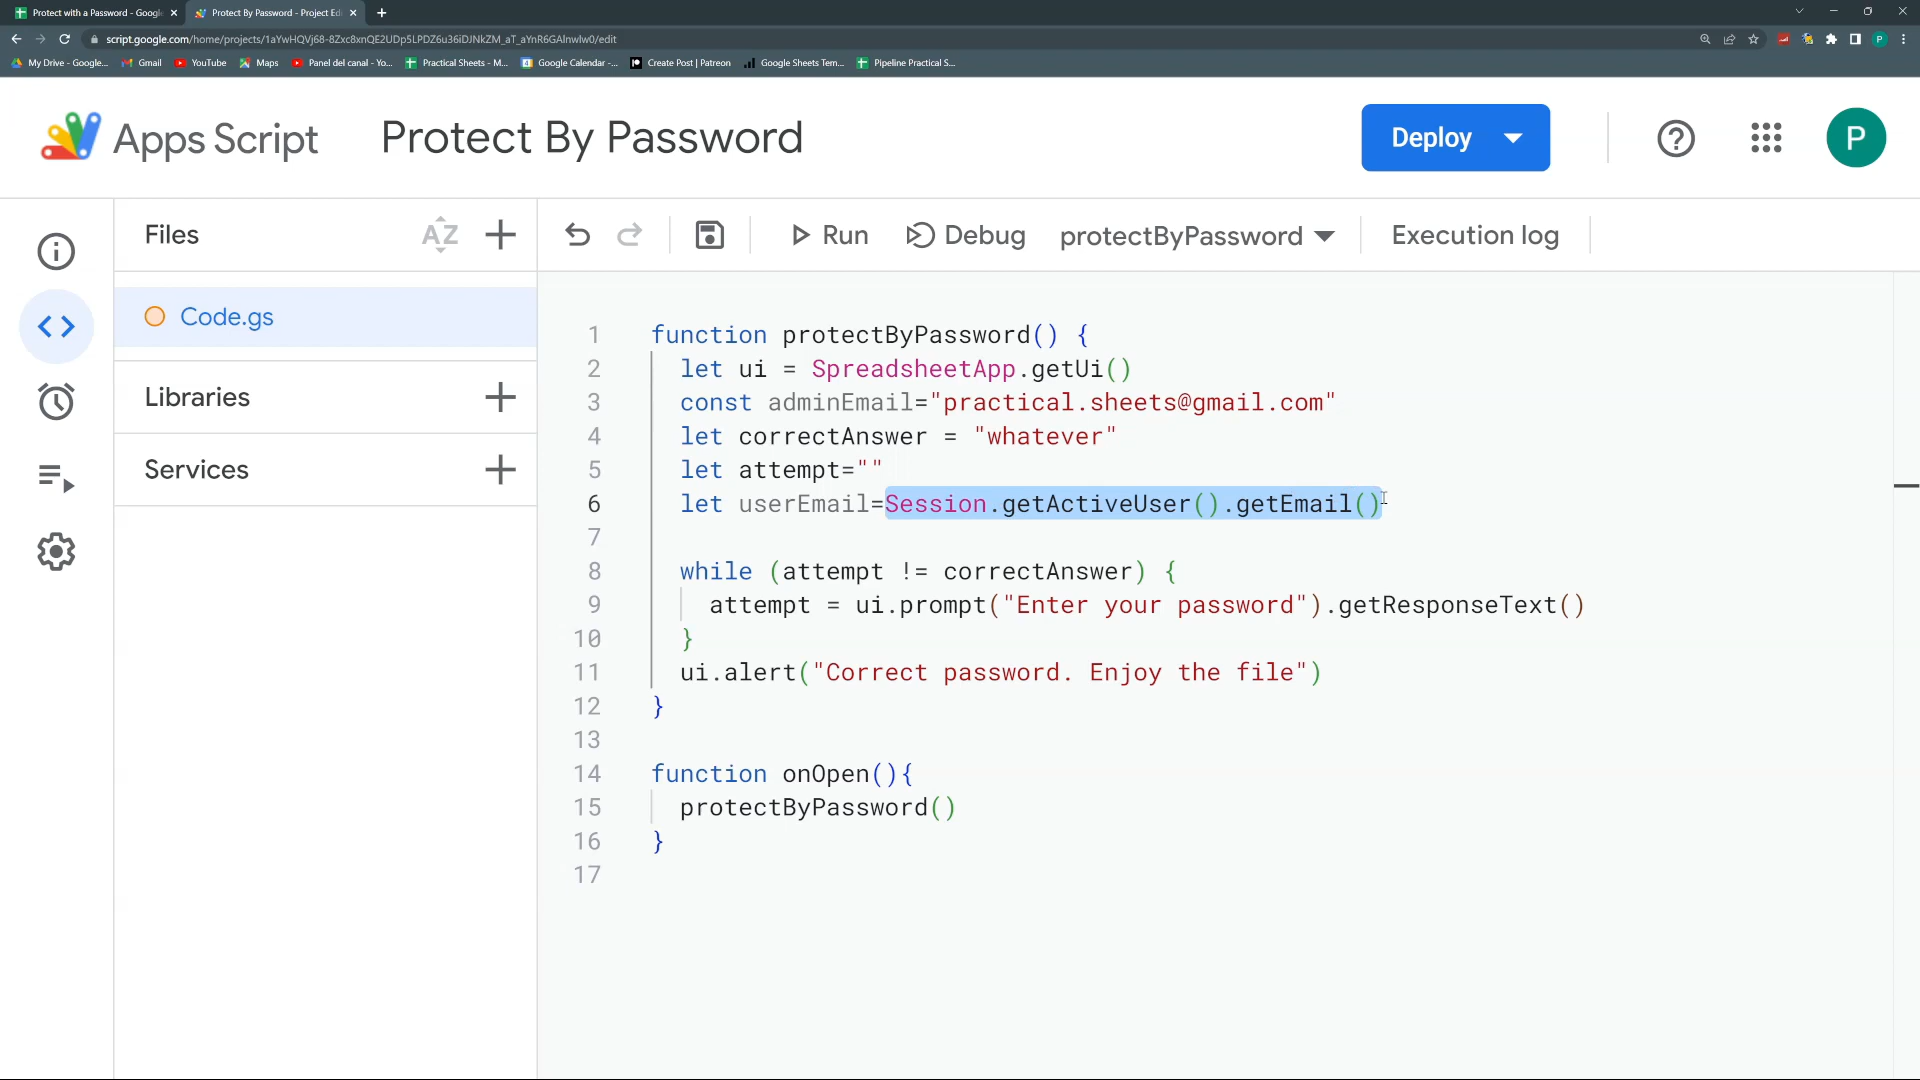 Protect with a Password - Googl
Protect By Password - Project Edi
script.google.com/home/projects/1aYwHQVj68-8Zxc8xnQE2UDp5LPDZ6u36iDJNkZM_aT_aYnR6GAlnwlw0/edit
P
My Drive - Google...
Gmail
YouTube
Maps
Panel del canal - Yo...
Practical Sheets - M...
Google Calendar -...
Create Post | Patreon
Google Sheets Tem...
Pipeline Practical S...
Apps Script
Protect By Password
Deploy
P
Files
AZ
Run
Debug
protectByPassword
Execution log
Code.gs
Libraries
Services
1 function protectByPassword() {
2 let ui = SpreadsheetApp.getUi()
3 const adminEmail="practical.sheets@gmail.com"
4 let correctAnswer = "whatever"
5 let attempt=""
6 let userEmail=Session.getActiveUser().getEmail()
7
8 while (attempt != correctAnswer) {
9 attempt = ui.prompt("Enter your password").getResponseText()
10 }
11 ui.alert("Correct password. Enjoy the file")
12 }
13
14 function onOpen(){
15 protectByPassword()
16 }
17